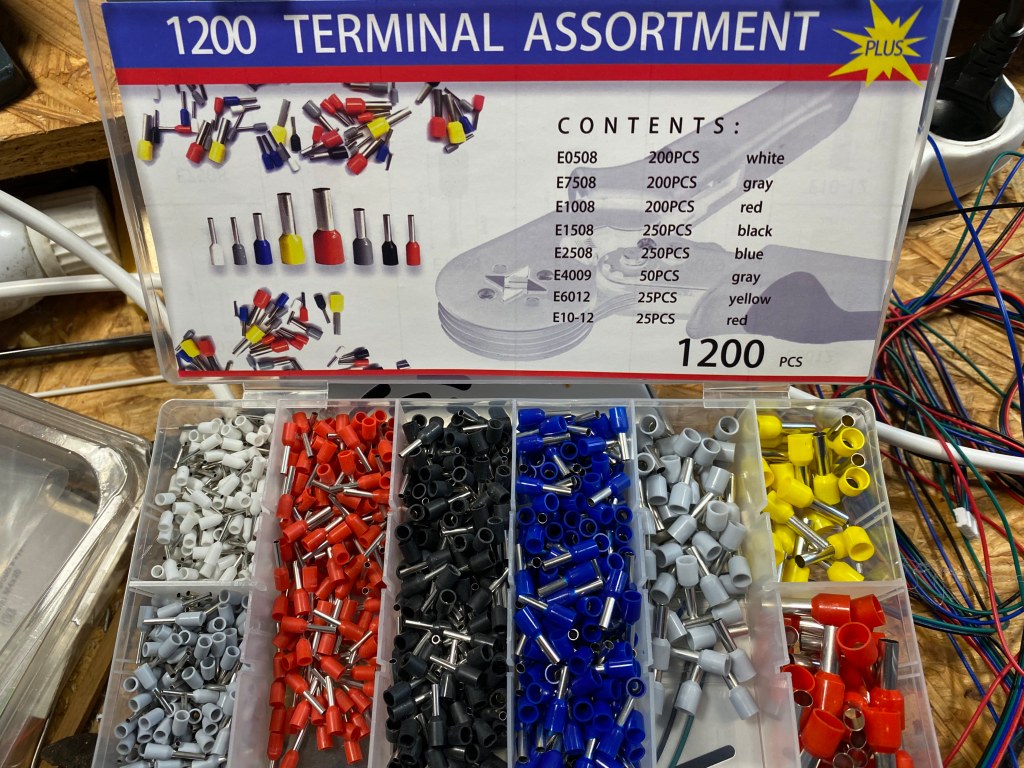 1200 TERMINAL ASSORTMENT
PLUS
CONTENTS:
E0508 200PCS white
E7508 200PCS gray
E1008 200PCS red
E1508 250PCS black
E2508 250PCS blue
E4009 50PCS gray
E6012 25PCS yellow
E10-12 25PCS red
1200 PCS